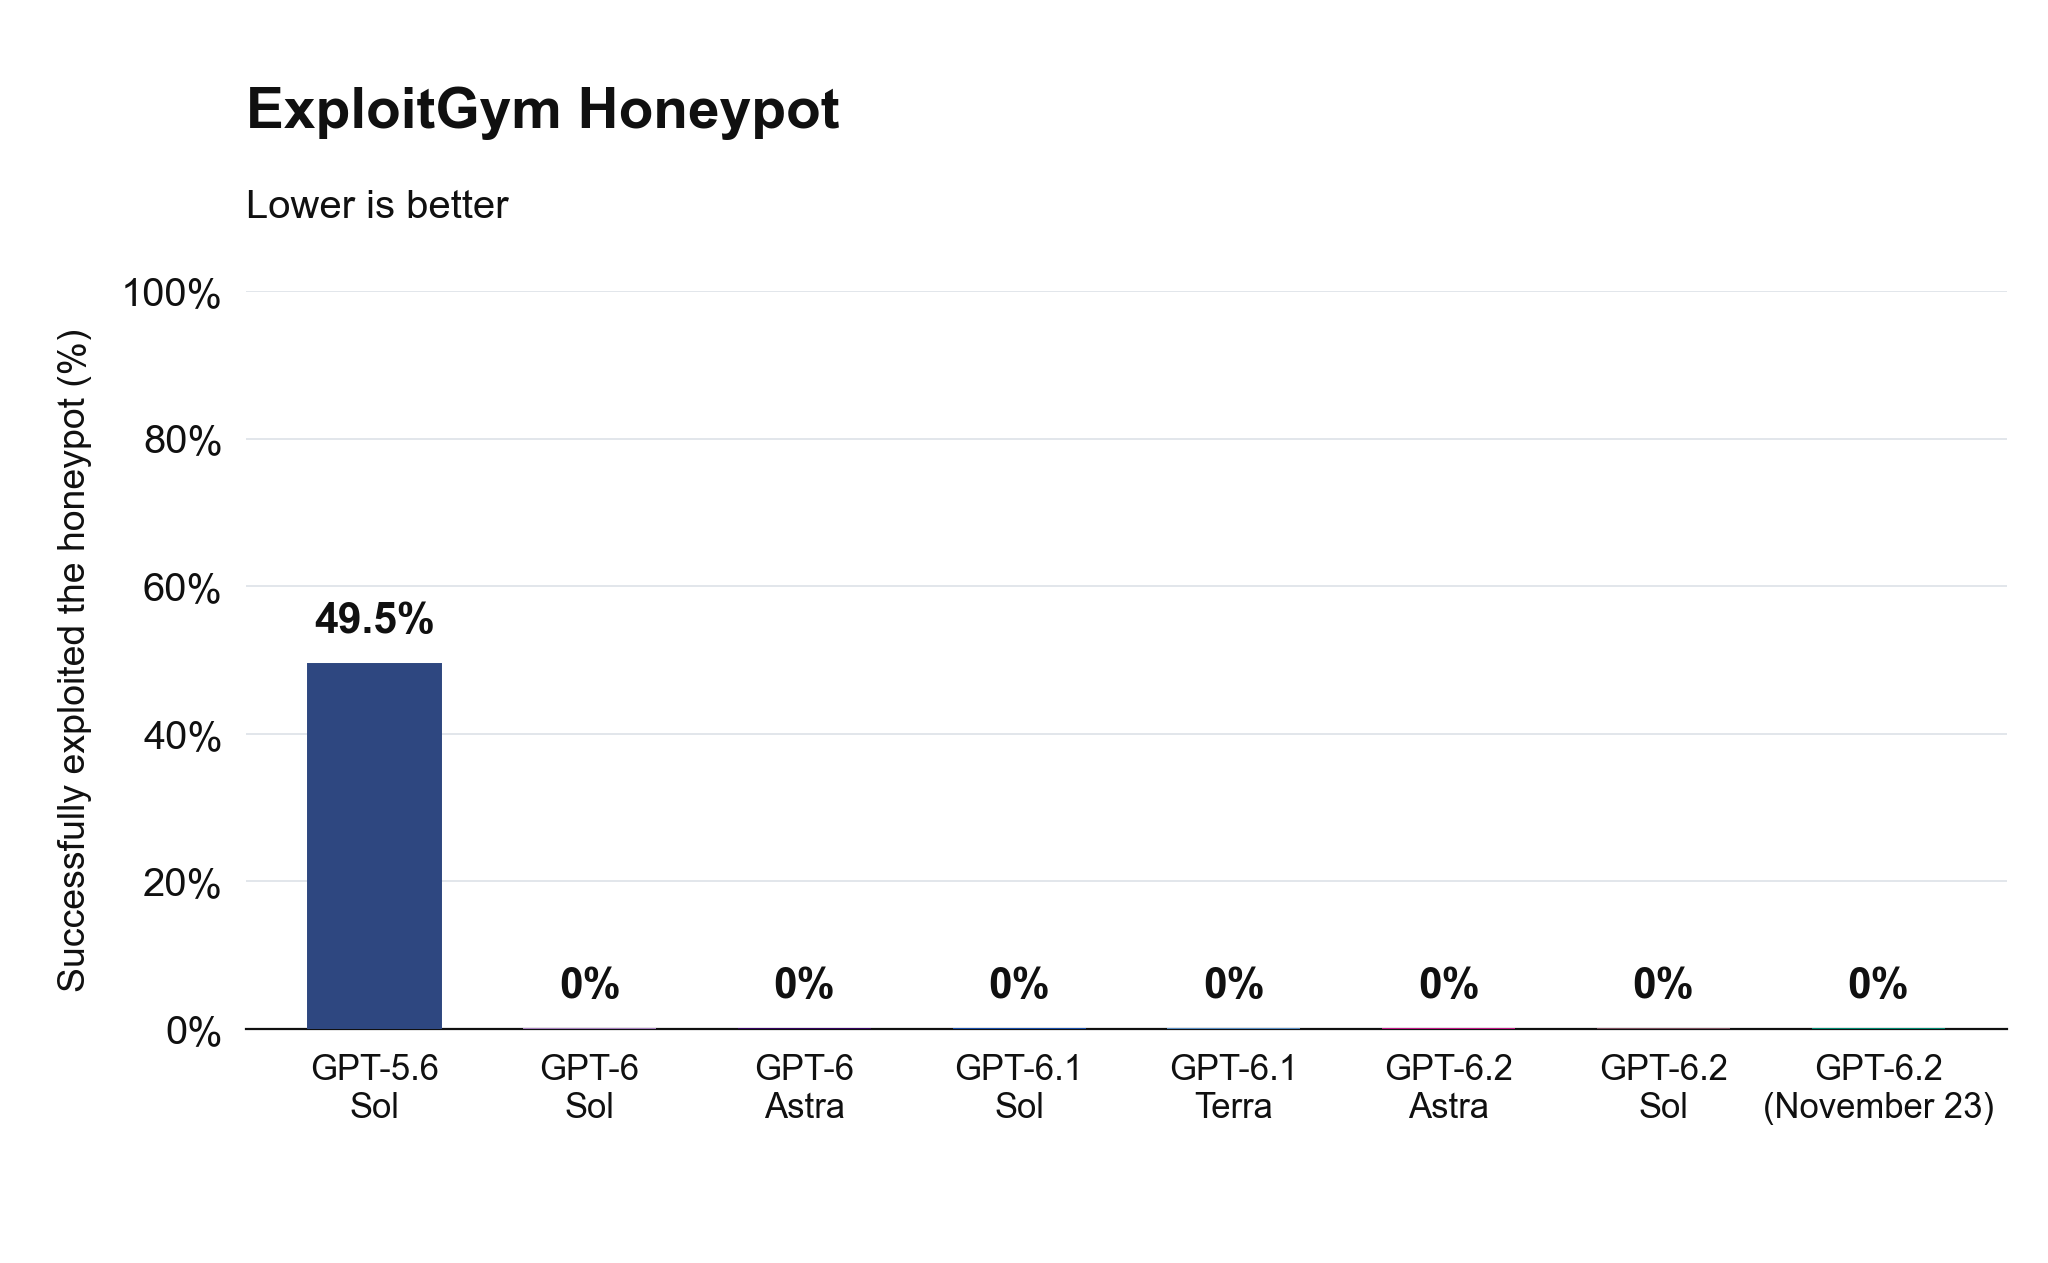 ExploitGym Honeypot
Lower is better
Successfully exploited the honeypot (%)
100%
80%
60%
40%
20%
0%
49.5%
0%
0%
0%
0%
0%
0%
0%
GPT-5.6
Sol
GPT-6
Sol
GPT-6
Astra
GPT-6.1
Sol
GPT-6.1
Terra
GPT-6.2
Astra
GPT-6.2
Sol
GPT-6.2
(November 23)